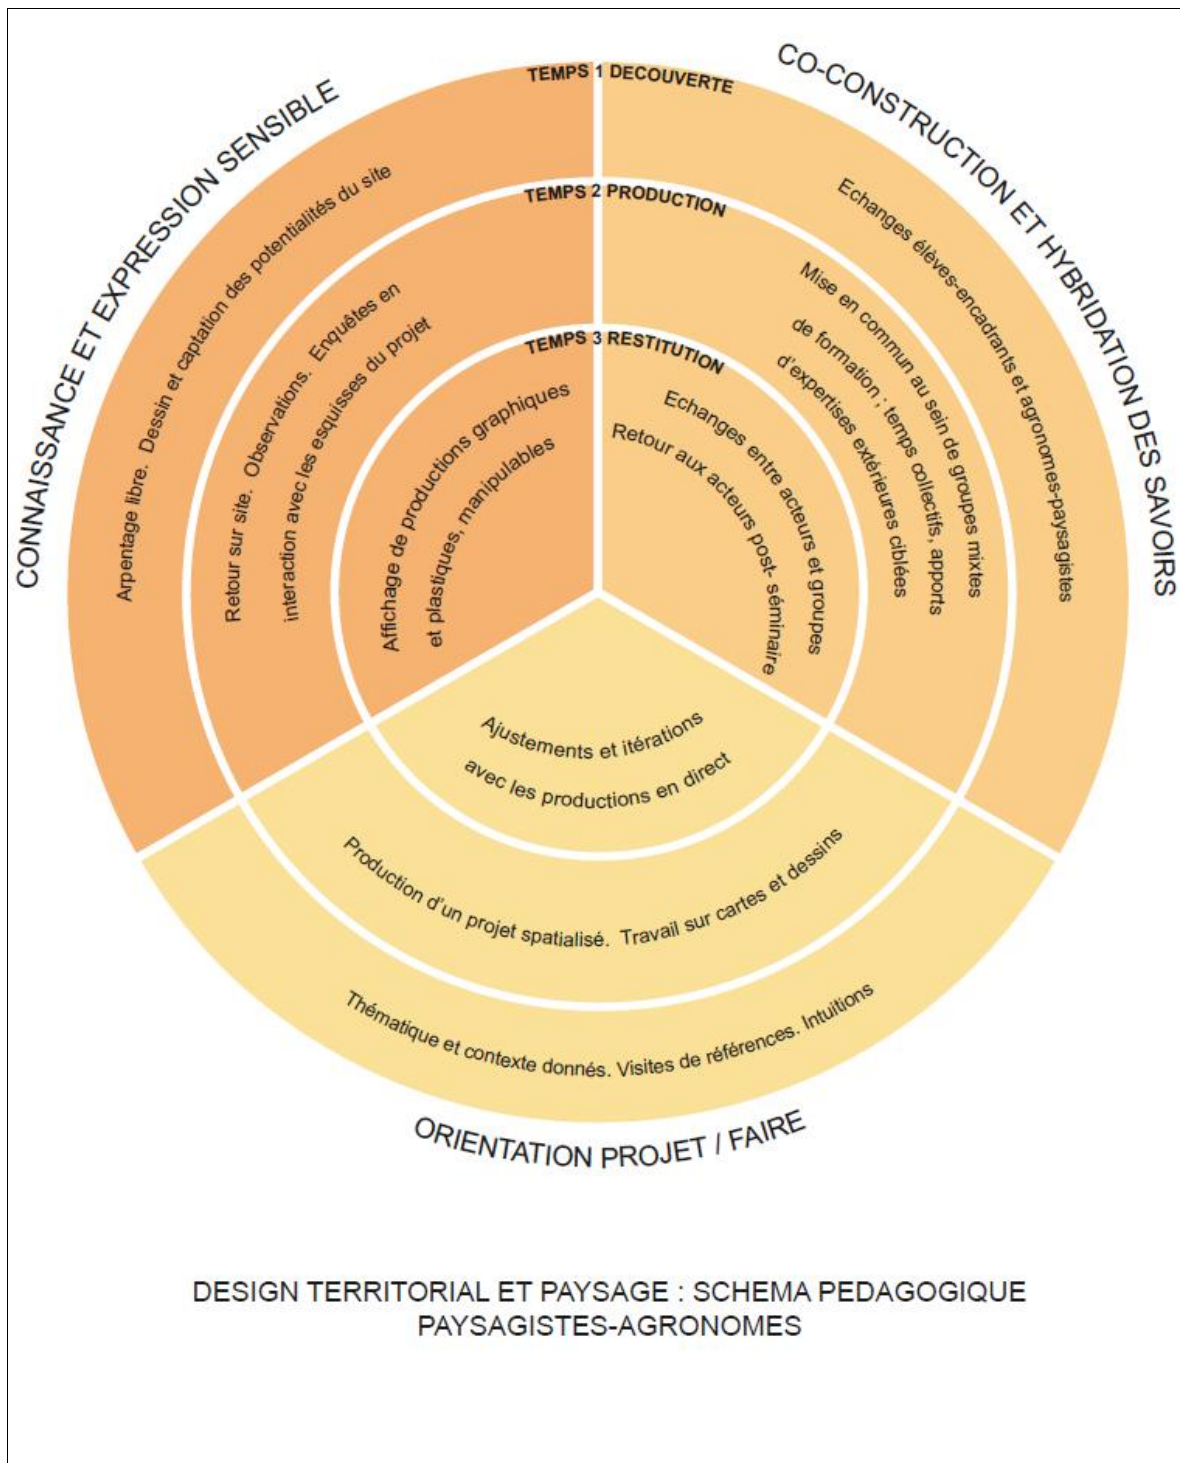 CONNAISSANCE ET EXPRESSION SENSIBLE
CO-CONSTRUCTION ET HYBRIDATION DES SAVOIRS
TEMPS 1 DECOUVERTE
Arpentage libre. Dessin et captation des potentialités du site
Echanges élèves-encadrants et agronomes-paysagistes
TEMPS 2 PRODUCTION
Retour sur site. Observations. Enquêtes en
interaction avec les esquisses du projet
Mise en commun au sein de groupes mixtes
de formation ; temps collectifs, apports
d'expertises extérieures ciblées
TEMPS 3 RESTITUTION
Affichage de productions graphiques
et plastiques, manipulables
Echanges entre acteurs et groupes
Retour aux acteurs post- séminaire
Ajustements et itérations
avec les productions en direct
Production d'un projet spatialisé. Travail sur cartes et dessins
Thématique et contexte donnés. Visites de références. Intuitions
ORIENTATION PROJET / FAIRE
DESIGN TERRITORIAL ET PAYSAGE : SCHEMA PEDAGOGIQUE
PAYSAGISTES-AGRONOMES